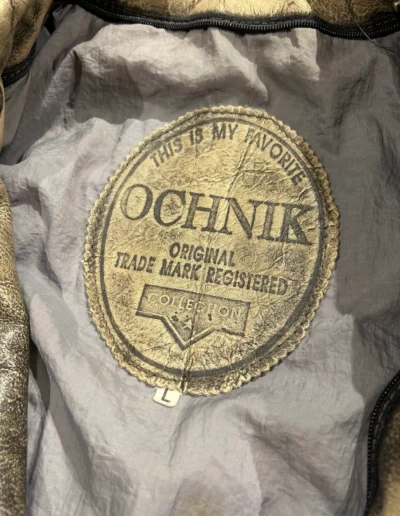 THIS IS MY FAVORITE
OCHNIK
ORIGINAL
TRADE MARK REGISTERED
COLLECTION
L